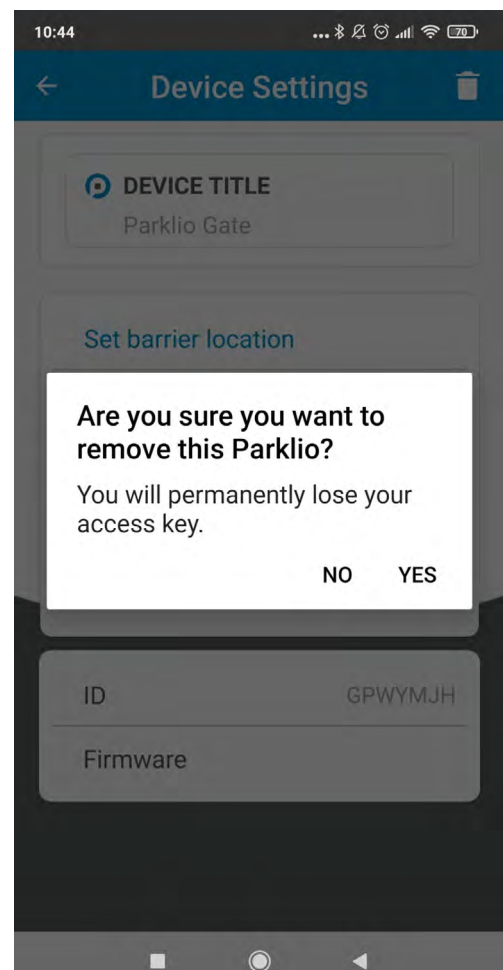 10:44
70
Device Settings
DEVICE TITLE
Parklio Gate
Set barrier location
Are you sure you want to
remove this Parklio?
You will permanently lose your
access key.
NO YES
ID GPWYMJH
Firmware